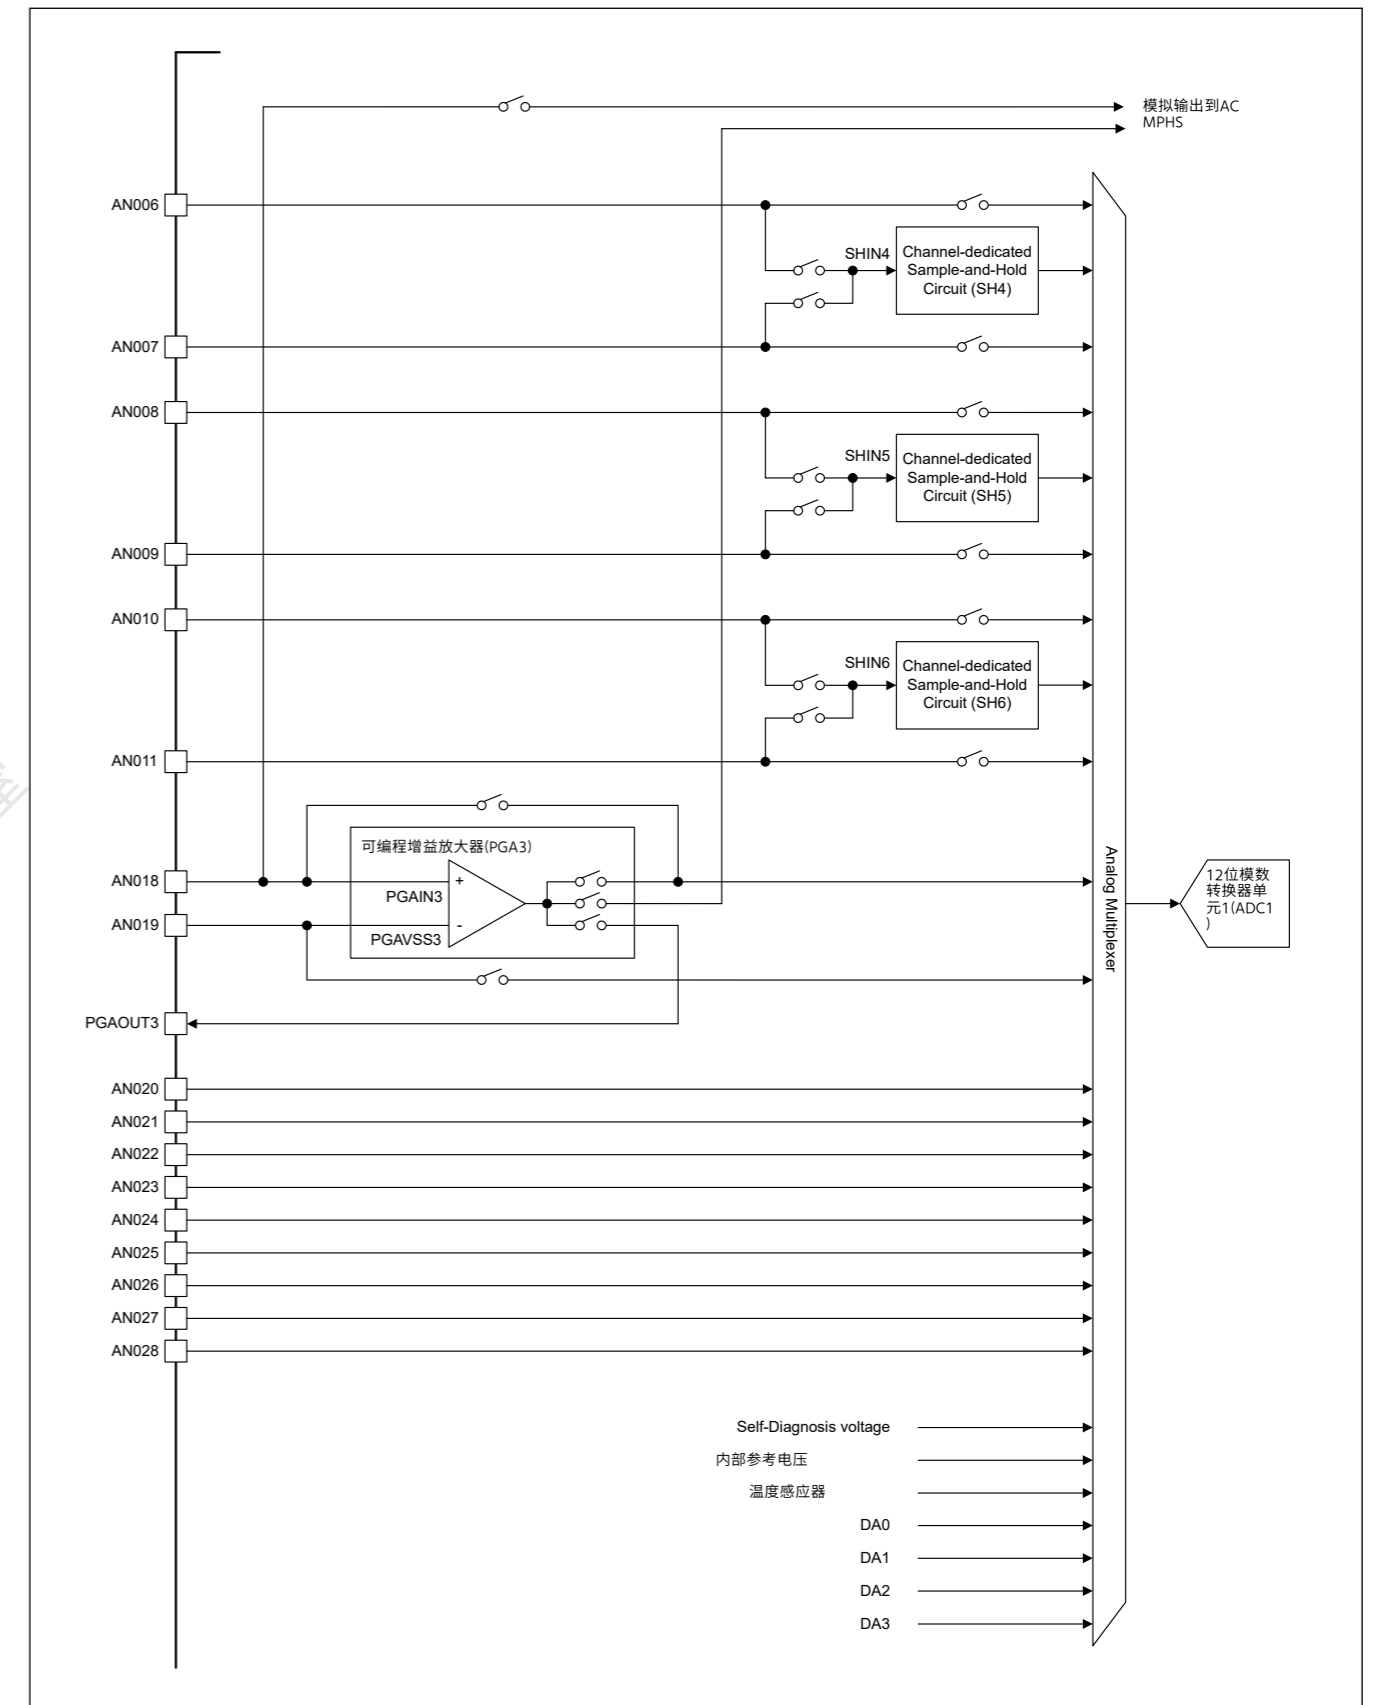 模拟输出到AC
MPHS
AN006
SHIN4
Channel-dedicated
Sample-and-Hold
Circuit (SH4)
AN007
AN008
SHIN5
Channel-dedicated
Sample-and-Hold
Circuit (SH5)
AN009
AN010
SHIN6
Channel-dedicated
Sample-and-Hold
Circuit (SH6)
AN011
可编程增益放大器(PGA3)
AN018
+
PGAIN3
AN019
-
PGAVSS3
Analog Multiplexer
12位模数
转换器单
元1(ADC1
)
PGAOUT3
AN020
AN021
AN022
AN023
AN024
AN025
AN026
AN027
AN028
Self-Diagnosis voltage
内部参考电压
温度感应器
DA0
DA1
DA2
DA3